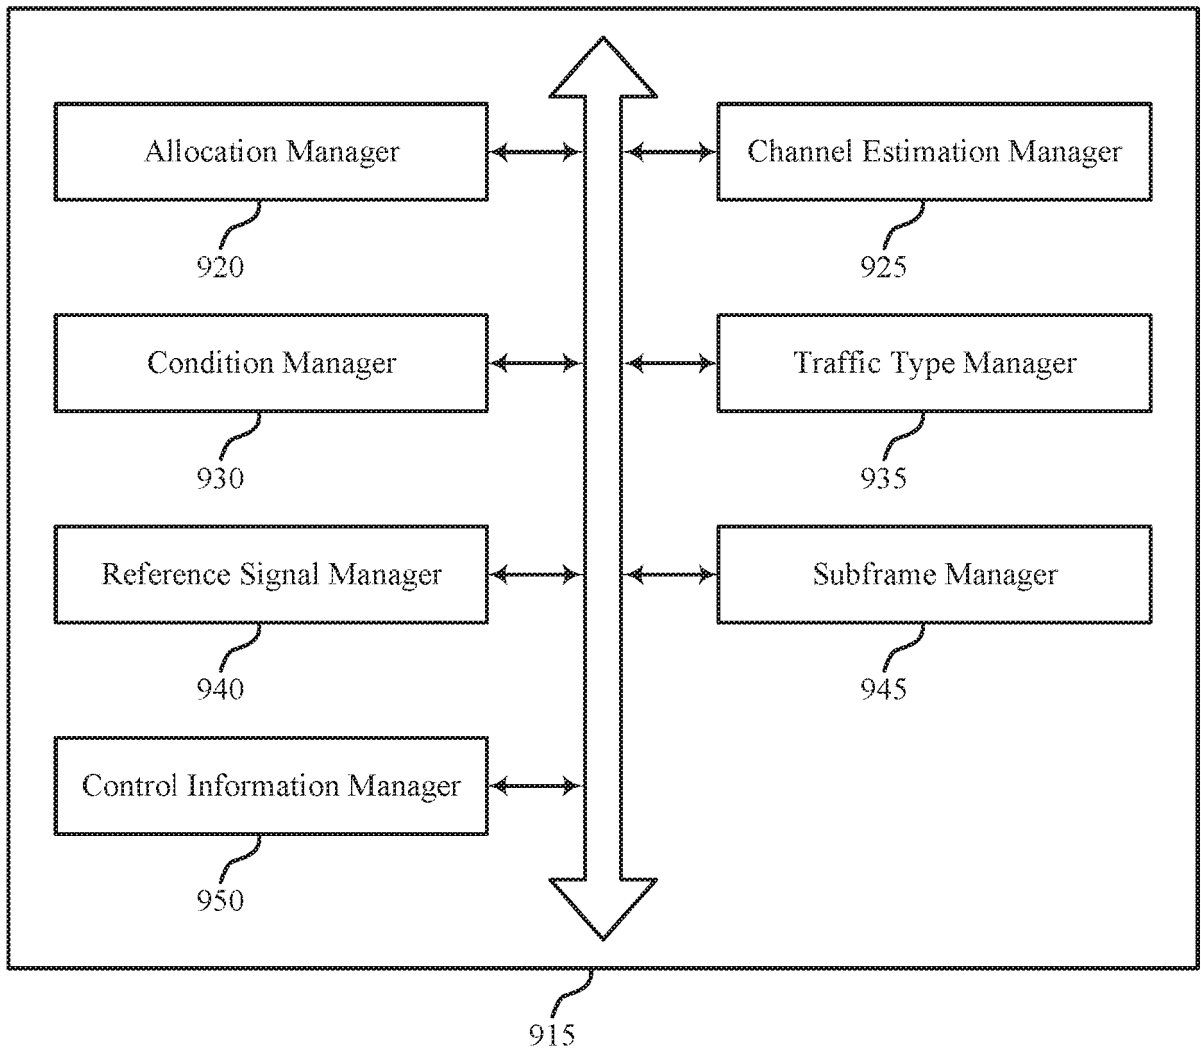 Allocation Manager
920
Channel Estimation Manager
925
Condition Manager
930
Traffic Type Manager
935
Reference Signal Manager
940
Subframe Manager
945
Control Information Manager
950
915